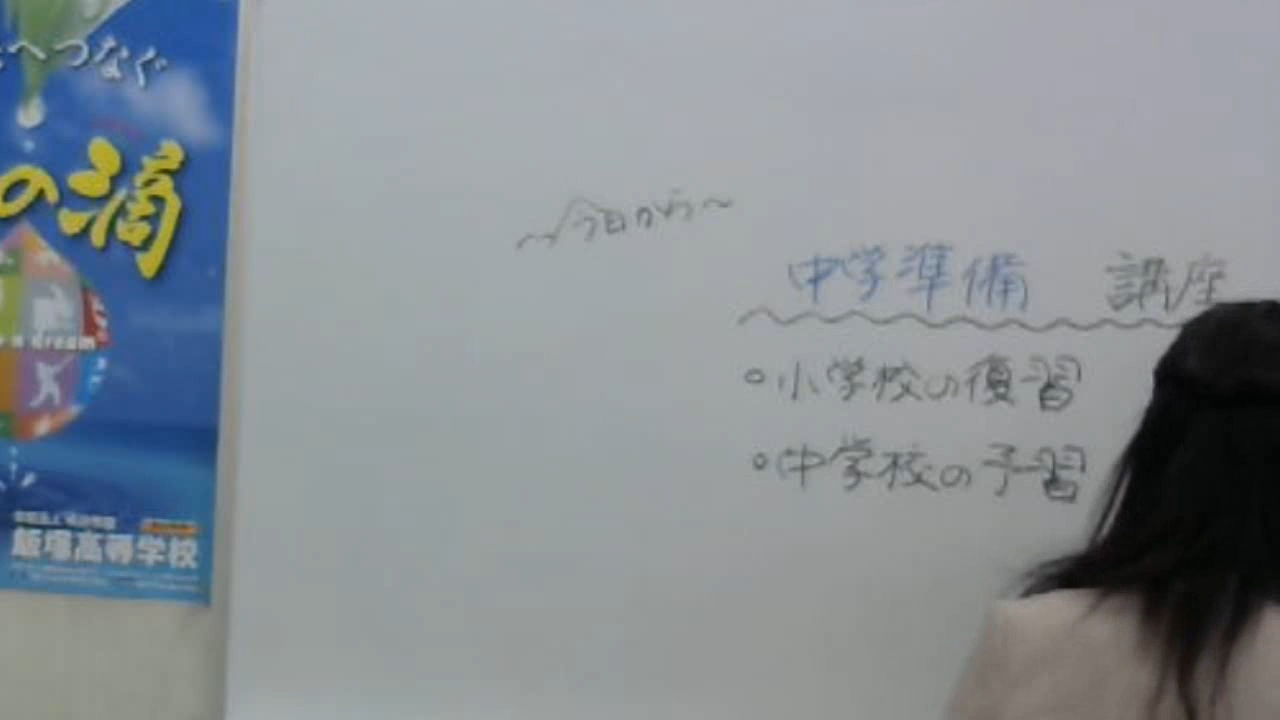 へつなぐ
の滴
a dream
飯塚高等学校
~今日から~
中学準備 講座
○小学校の復習
○中学校の予習